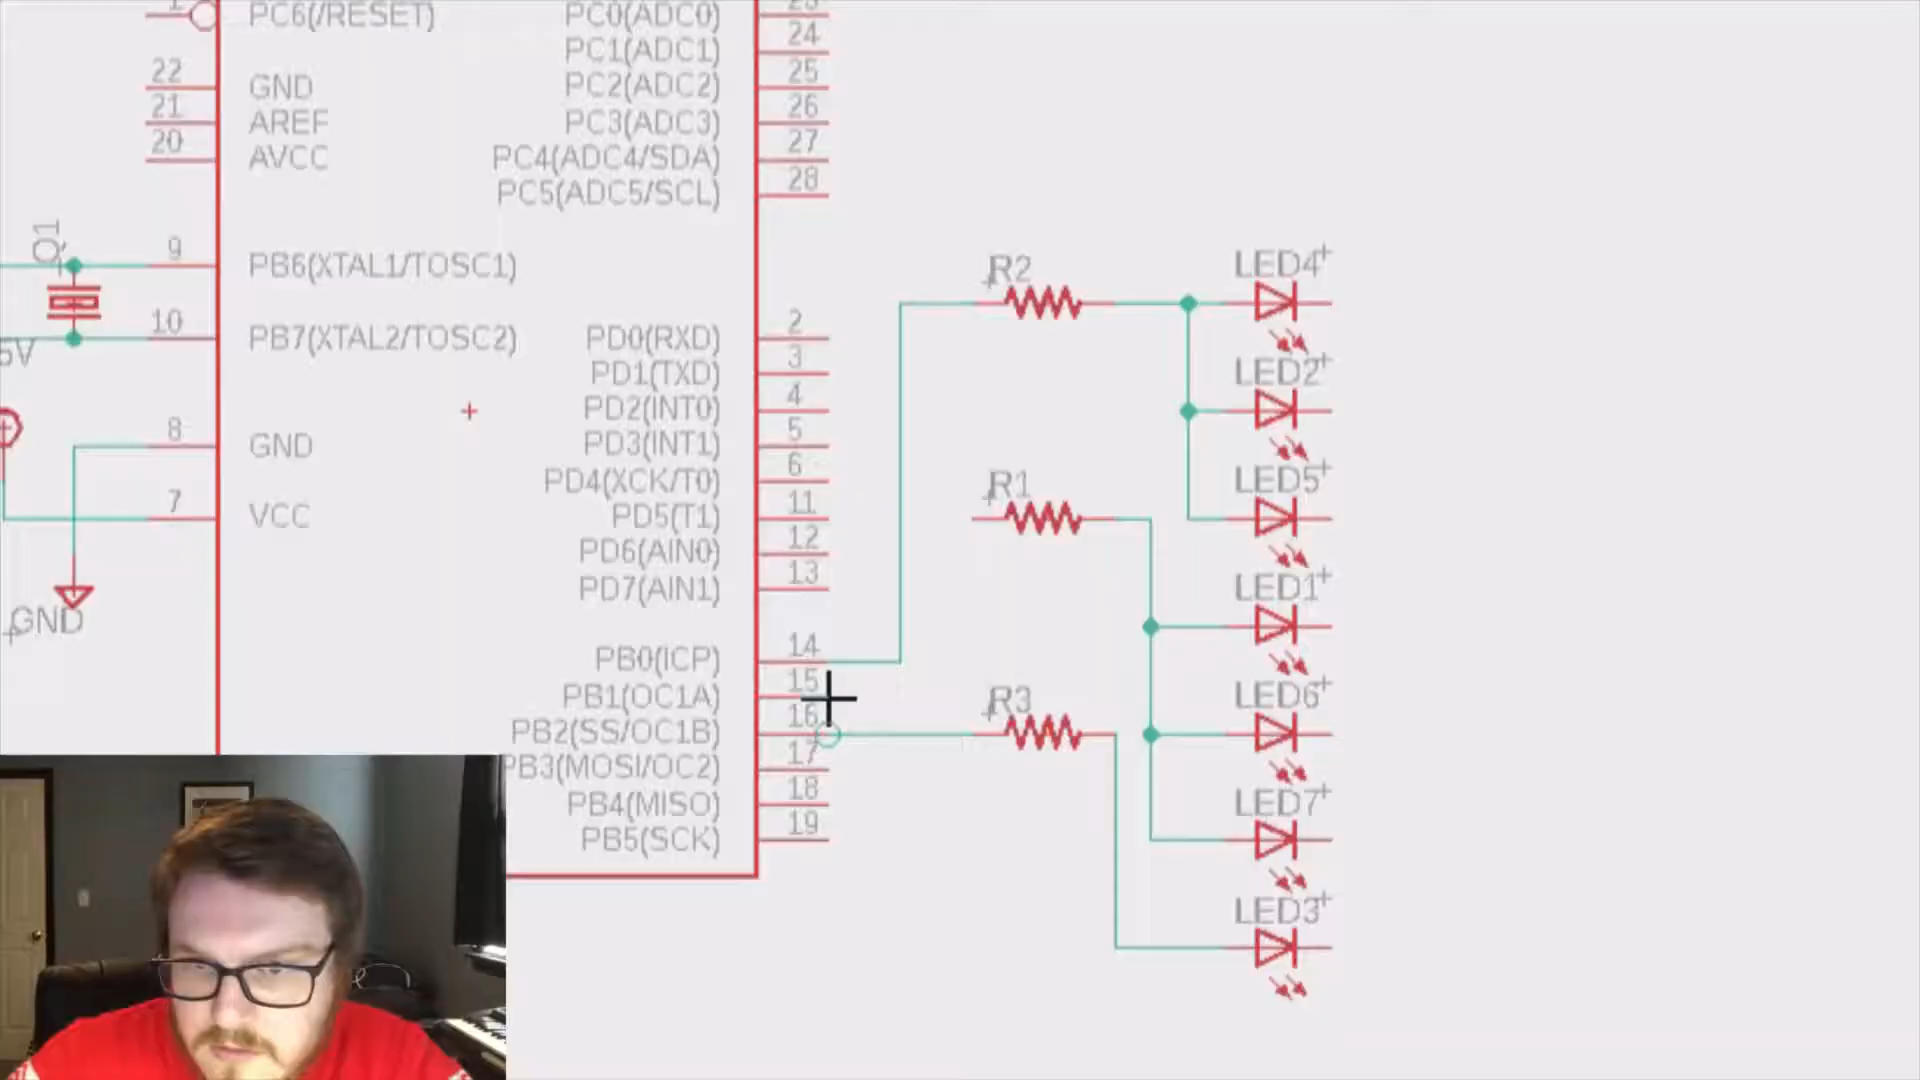 1
PC6(/RESET)
22
GND
21
AREF
20
AVCC
Q1
9
PB6(XTAL1/TOSC1)
10
PB7(XTAL2/TOSC2)
5V
8
GND
7
VCC
GND
PC0(ADC0)
23
PC1(ADC1)
24
PC2(ADC2)
25
PC3(ADC3)
26
PC4(ADC4/SDA)
27
PC5(ADC5/SCL)
28
PD0(RXD)
2
PD1(TXD)
3
PD2(INT0)
4
PD3(INT1)
5
PD4(XCK/T0)
6
PD5(T1)
11
PD6(AIN0)
12
PD7(AIN1)
13
PB0(ICP)
14
PB1(OC1A)
15
PB2(SS/OC1B)
16
PB3(MOSI/OC2)
17
PB4(MISO)
18
PB5(SCK)
19
R2
R1
R3
LED4
LED2
LED5
LED1
LED6
LED7
LED3